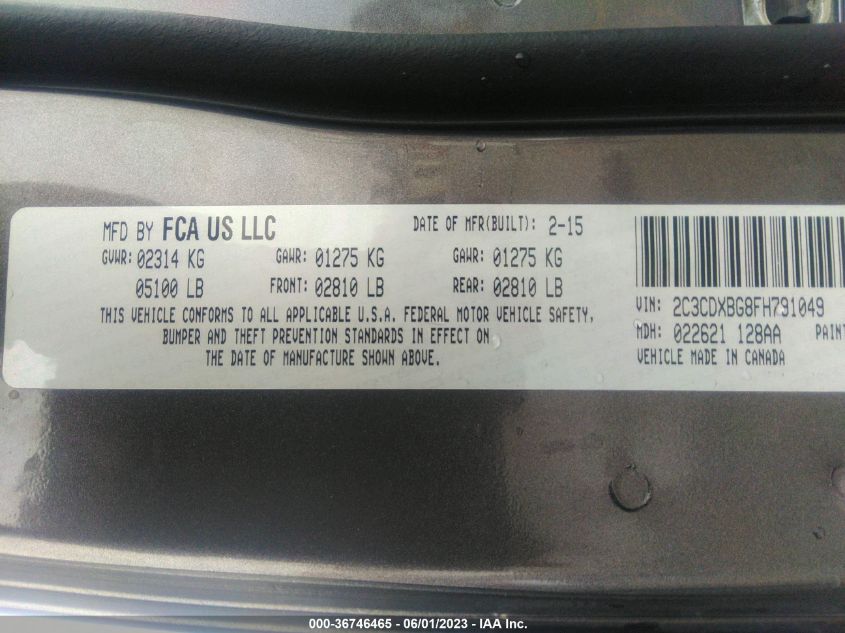 MFD BY FCA US LLC DATE OF MFR(BUILT): 2-15
GVWR: 02314 KG GAWR: 01275 KG GAWR: 01275 KG
05100 LB FRONT: 02810 LB REAR: 02810 LB
THIS VEHICLE CONFORMS TO ALL APPLICABLE U.S.A. FEDERAL MOTOR VEHICLE SAFETY,
BUMPER AND THEFT PREVENTION STANDARDS IN EFFECT ON
THE DATE OF MANUFACTURE SHOWN ABOVE.
VIN: 2C3CDXBG8FH791049
MDH: 022621 128AA PAINT
VEHICLE MADE IN CANADA
000-36746465 - 06/01/2023 - IAA Inc.